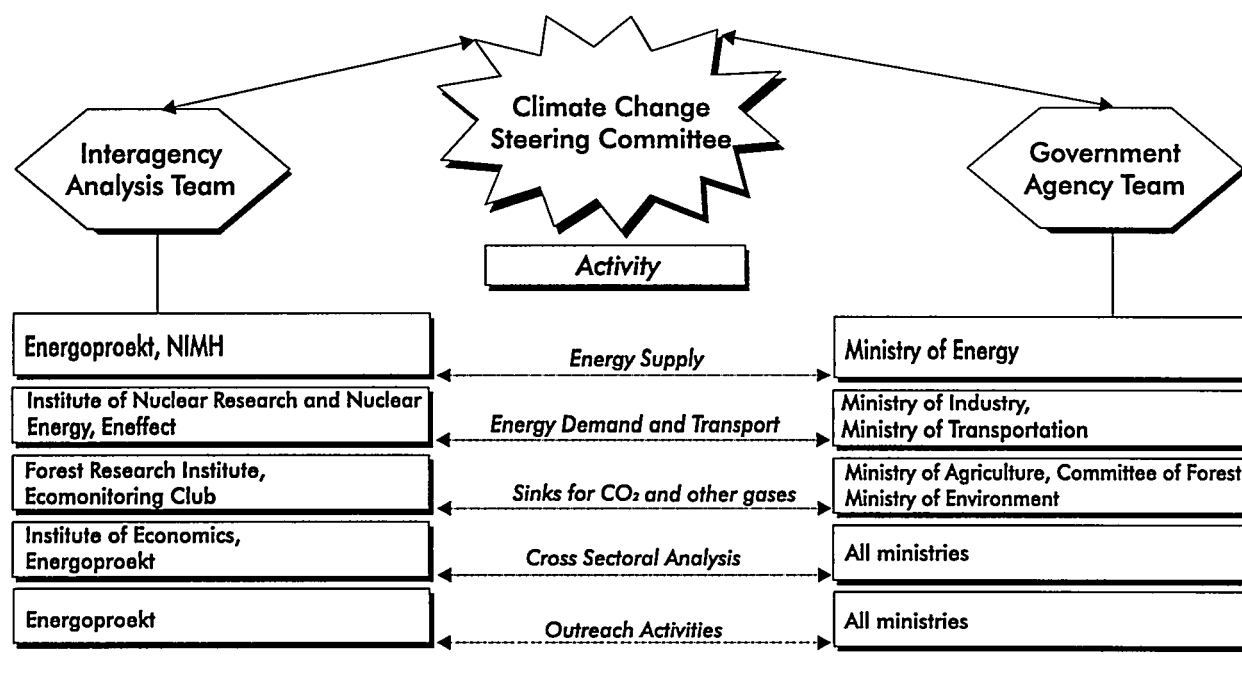 Climate Change
Steering Committee
Interagency
Analysis Team
Government
Agency Team
Activity
Energoproekt, NIMH
Energy Supply
Ministry of Energy
Institute of Nuclear Research and Nuclear
Energy, Eneffect
Energy Demand and Transport
Ministry of Industry,
Ministry of Transportation
Forest Research Institute,
Ecomonitoring Club
Sinks for CO₂ and other gases
Ministry of Agriculture, Committee of Forest
Ministry of Environment
Institute of Economics,
Energoproekt
Cross Sectoral Analysis
All ministries
Energoproekt
Outreach Activities
All ministries